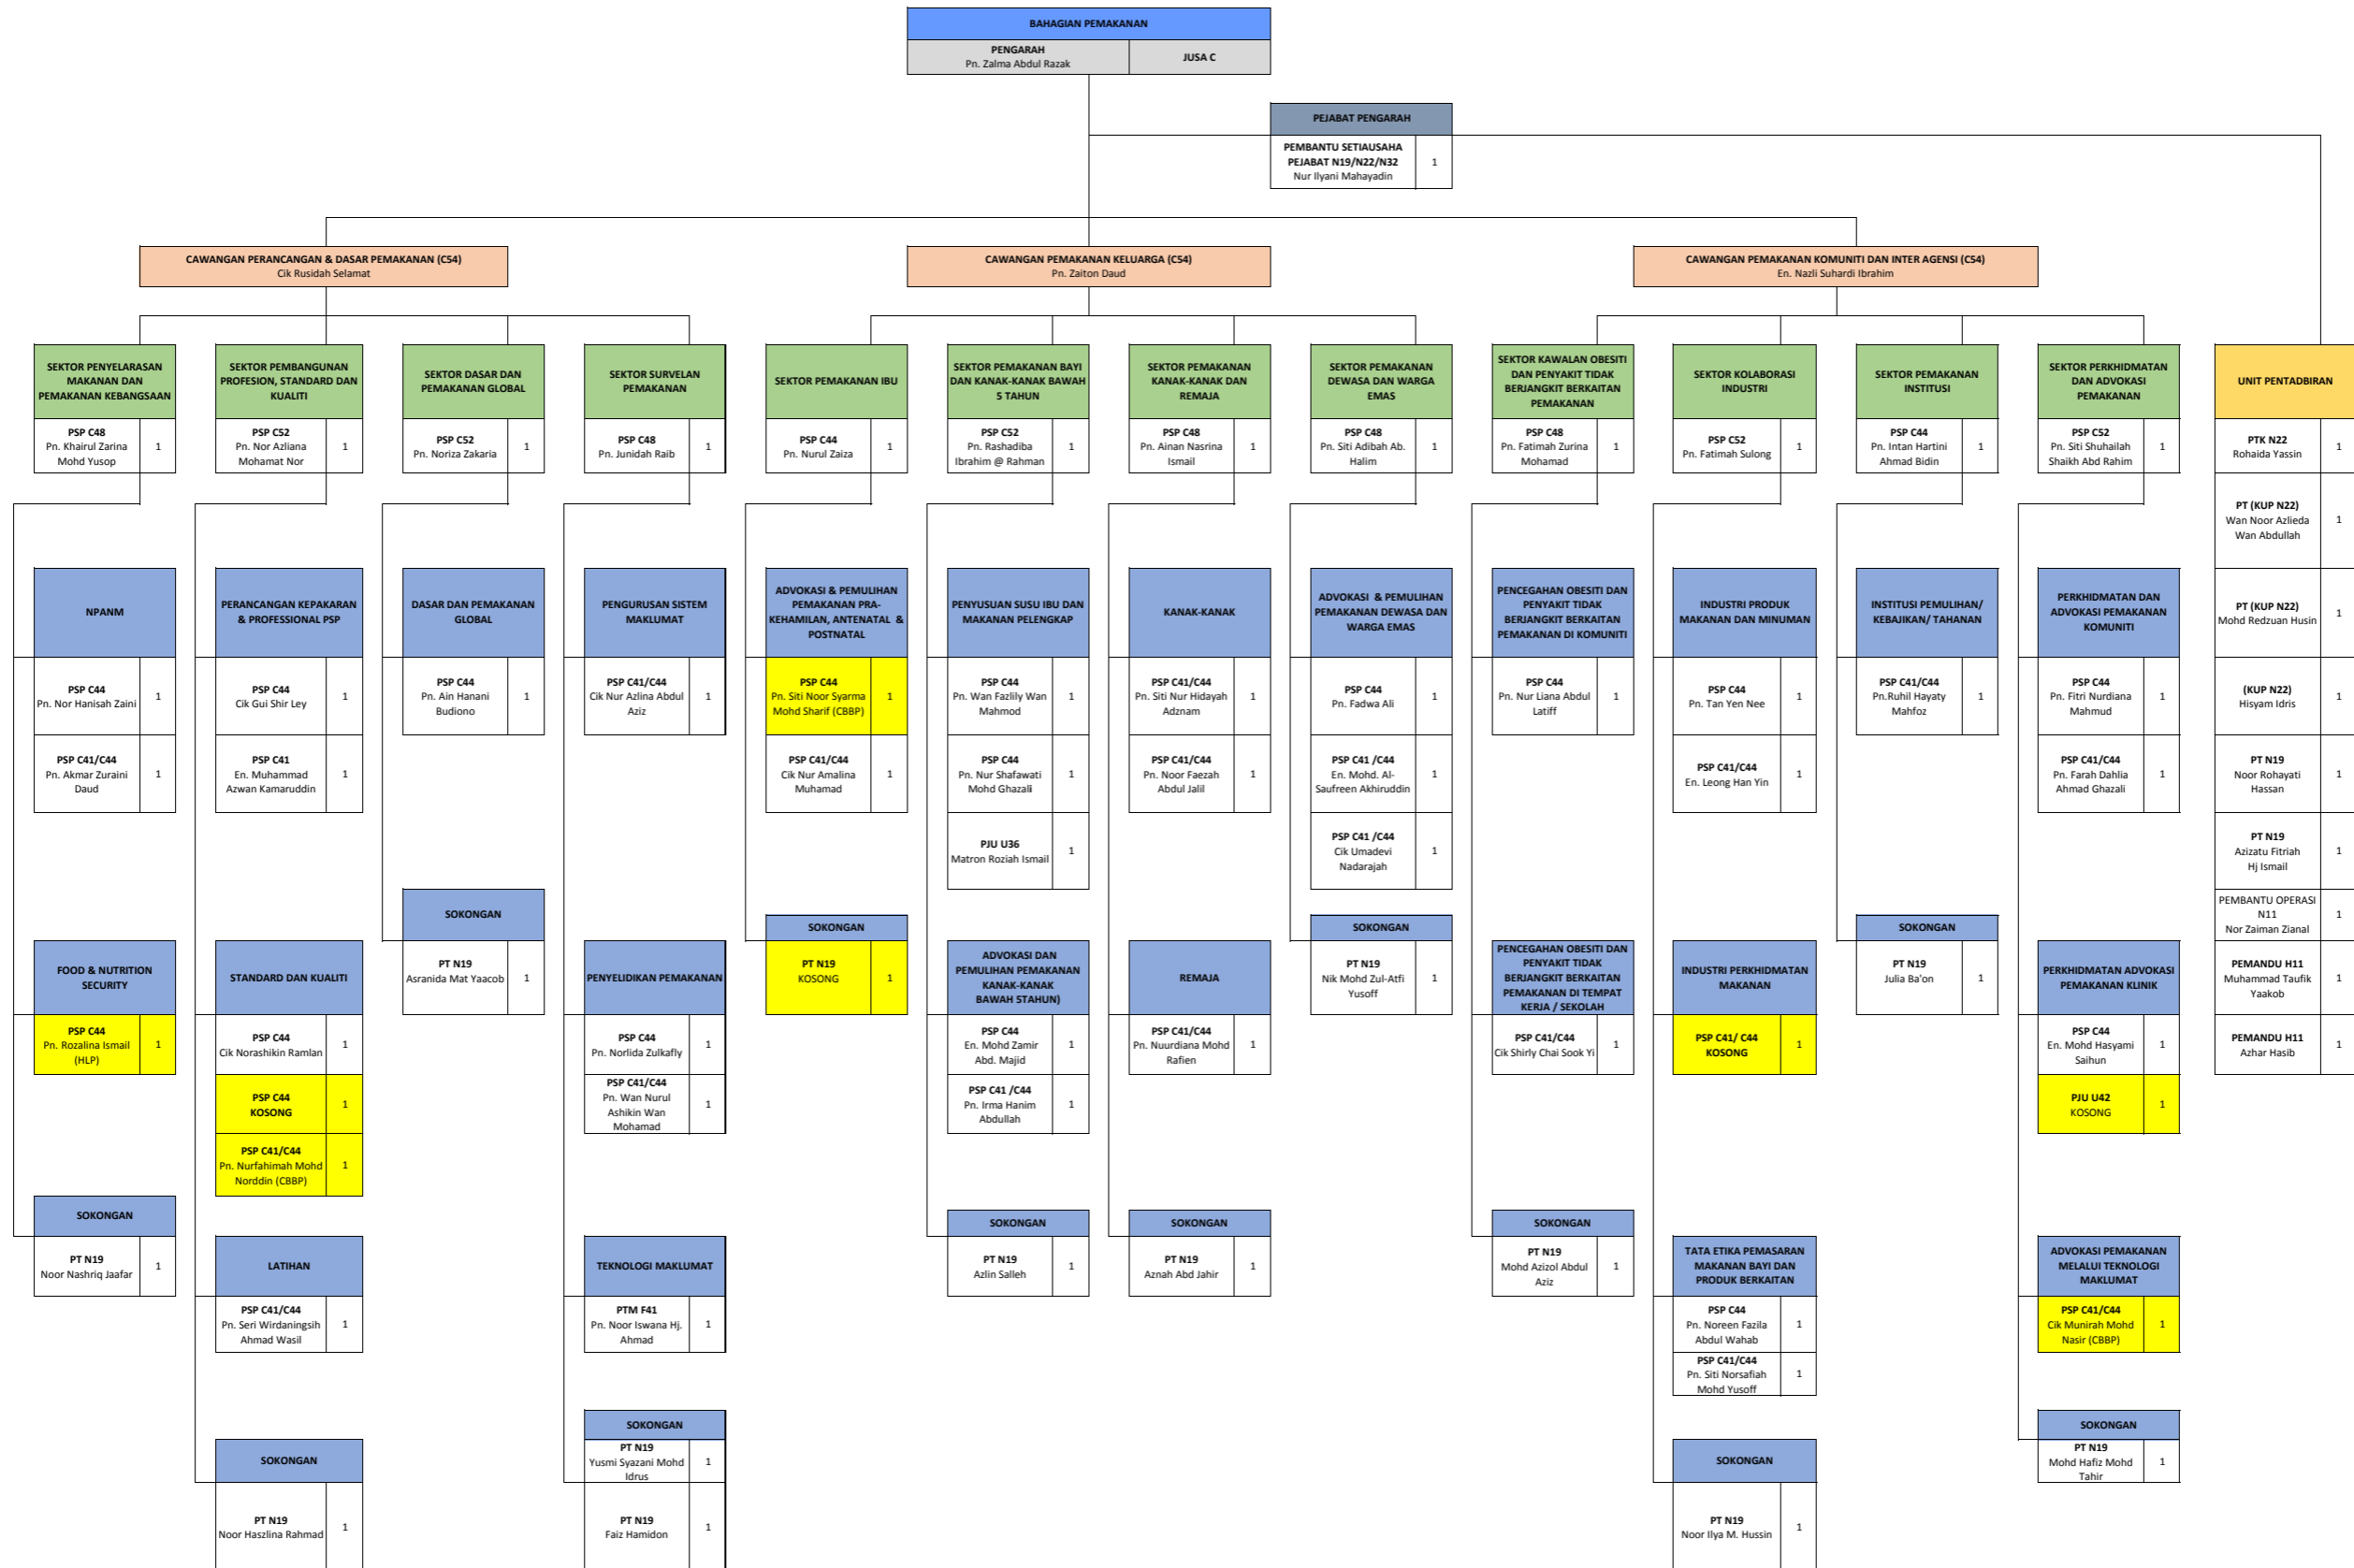 BAHAGIAN PEMAKANAN
PENGARAH
Pn. Zalma Abdul Razak
JUSA C
PEJABAT PENGARAH
PEMBANTU SETIAUSAHA
PEJABAT N19/N22/N32
Nur Ilyani Mahayadin
1
CAWANGAN PERANCANGAN & DASAR PEMAKANAN (C54)
Cik Rusidah Selamat
CAWANGAN PEMAKANAN KELUARGA (C54)
Pn. Zaiton Daud
CAWANGAN PEMAKANAN KOMUNITI DAN INTER AGENSI (C54)
En. Nazli Suhardi Ibrahim
SEKTOR PENYELARASAN
MAKANAN DAN
PEMAKANAN KEBANGSAAN
PSP C48
Pn. Khairul Zarina
Mohd Yusop
1
NPANM
PSP C44
Pn. Nor Hanisah Zaini
1
PSP C41/C44
Pn. Akmar Zuraini
Daud
1
FOOD & NUTRITION
SECURITY
PSP C44
Pn. Rozalina Ismail
(HLP)
1
SOKONGAN
PT N19
Noor Nashriq Jaafar
1
SEKTOR PEMBANGUNAN
PROFESION, STANDARD DAN
KUALITI
PSP C52
Pn. Nor Azliana
Mohamat Nor
1
PERANCANGAN KEPAKARAN
& PROFESSIONAL PSP
PSP C44
Cik Gui Shir Ley
1
PSP C41
En. Muhammad
Azwan Kamaruddin
1
STANDARD DAN KUALITI
PSP C44
Cik Norashikin Ramlan
1
PSP C44
KOSONG
1
PSP C41/C44
Pn. Nurfahimah Mohd
Norddin (CBBP)
1
LATIHAN
PSP C41/C44
Pn. Seri Wirdaningsih
Ahmad Wasil
1
SOKONGAN
PT N19
Noor Haszlina Rahmad
1
SEKTOR DASAR DAN
PEMAKANAN GLOBAL
PSP C52
Pn. Noriza Zakaria
1
DASAR DAN PEMAKANAN
GLOBAL
PSP C44
Pn. Ain Hanani
Budiono
1
SOKONGAN
PT N19
Asranida Mat Yaacob
1
SEKTOR SURVELAN
PEMAKANAN
PSP C48
Pn. Junidah Raib
1
PENGURUSAN SISTEM
MAKLUMAT
PSP C41/C44
Cik Nur Azlina Abdul
Aziz
1
PENYELIDIKAN PEMAKANAN
PSP C44
Pn. Norlida Zulkafly
1
PSP C41/C44
Pn. Wan Nurul
Ashikin Wan
Mohamad
1
TEKNOLOGI MAKLUMAT
PTM F41
Pn. Noor Iswana Hj.
Ahmad
1
SOKONGAN
PT N19
Yusmi Syazani Mohd
Idrus
1
PT N19
Faiz Hamidon
1
SEKTOR PEMAKANAN IBU
PSP C44
Pn. Nurul Zaiza
1
ADVOKASI & PEMULIHAN
PEMAKANAN PRA-
KEHAMILAN, ANTENATAL &
POSTNATAL
PSP C44
Pn. Siti Noor Syarma
Mohd Sharif (CBBP)
1
PSP C41/C44
Cik Nur Amalina
Muhamad
1
SOKONGAN
PT N19
KOSONG
1
SEKTOR PEMAKANAN BAYI
DAN KANAK-KANAK BAWAH
5 TAHUN
PSP C52
Pn. Rashadiba
Ibrahim @ Rahman
1
PENYUSUAN SUSU IBU DAN
MAKANAN PELENGKAP
PSP C44
Pn. Wan Fazlily Wan
Mahmod
1
PSP C44
Pn. Nur Shafawati
Mohd Ghazali
1
PJU U36
Matron Roziah Ismail
1
ADVOKASI DAN
PEMULIHAN PEMAKANAN
KANAK-KANAK
BAWAH 5TAHUN)
PSP C44
En. Mohd Zamir
Abd. Majid
1
PSP C41 /C44
Pn. Irma Hanim
Abdullah
1
SOKONGAN
PT N19
Azlin Salleh
1
SEKTOR PEMAKANAN
KANAK-KANAK DAN
REMAJA
PSP C48
Pn. Ainan Nasrina
Ismail
1
KANAK-KANAK
PSP C41/C44
Pn. Siti Nur Hidayah
Adznam
1
PSP C41/C44
Pn. Noor Faezah
Abdul Jalil
1
REMAJA
PSP C41/C44
Pn. Nuurdiana Mohd
Rafien
1
SOKONGAN
PT N19
Aznah Abd Jahir
1
SEKTOR PEMAKANAN
DEWASA DAN WARGA
EMAS
PSP C48
Pn. Siti Adibah Ab.
Halim
1
ADVOKASI & PEMULIHAN
PEMAKANAN DEWASA DAN
WARGA EMAS
PSP C44
Pn. Fadwa Ali
1
PSP C41 /C44
En. Mohd. Al-
Saufreen Akhiruddin
1
PSP C41 /C44
Cik Umadevi
Nadarajah
1
SOKONGAN
PT N19
Nik Mohd Zul-Atfi
Yusoff
1
SEKTOR KAWALAN OBESITI
DAN PENYAKIT TIDAK
BERJANGKIT BERKAITAN
PEMAKANAN
PSP C48
Pn. Fatimah Zurina
Mohamad
1
PENCEGAHAN OBESITI DAN
PENYAKIT TIDAK
BERJANGKIT BERKAITAN
PEMAKANAN DI KOMUNITI
PSP C44
Pn. Nur Liana Abdul
Latiff
1
PENCEGAHAN OBESITI DAN
PENYAKIT TIDAK
BERJANGKIT BERKAITAN
PEMAKANAN DI TEMPAT
KERJA / SEKOLAH
PSP C41/C44
Cik Shirly Chai Sook Yi
1
SOKONGAN
PT N19
Mohd Azizol Abdul
Aziz
1
SEKTOR KOLABORASI
INDUSTRI
PSP C52
Pn. Fatimah Sulong
1
INDUSTRI PRODUK
MAKANAN DAN MINUMAN
PSP C44
Pn. Tan Yen Nee
1
PSP C41/C44
En. Leong Han Yin
1
INDUSTRI PERKHIDMATAN
MAKANAN
PSP C41/ C44
KOSONG
1
TATA ETIKA PEMASARAN
MAKANAN BAYI DAN
PRODUK BERKAITAN
PSP C44
Pn. Noreen Fazila
Abdul Wahab
1
PSP C41/C44
Pn. Siti Norsafiah
Mohd Yusoff
1
SOKONGAN
PT N19
Noor Ilya M. Hussin
1
SEKTOR PEMAKANAN
INSTITUSI
PSP C44
Pn. Intan Hartini
Ahmad Bidin
1
INSTITUSI PEMULIHAN/
KEBAJIKAN/ TAHANAN
PSP C41/C44
Pn.Ruhil Hayaty
Mahfoz
1
SOKONGAN
PT N19
Julia Ba'on
1
SEKTOR PERKHIDMATAN
DAN ADVOKASI
PEMAKANAN
PSP C52
Pn. Siti Shuhailah
Shaikh Abd Rahim
1
PERKHIDMATAN DAN
ADVOKASI PEMAKANAN
KOMUNITI
PSP C44
Pn. Fitri Nurdiana
Mahmud
1
PSP C41/C44
Pn. Farah Dahlia
Ahmad Ghazali
1
PERKHIDMATAN ADVOKASI
PEMAKANAN KLINIK
PSP C44
En. Mohd Hasyami
Saihun
1
PJU U42
KOSONG
1
ADVOKASI PEMAKANAN
MELALUI TEKNOLOGI
MAKLUMAT
PSP C41/C44
Cik Munirah Mohd
Nasir (CBBP)
1
SOKONGAN
PT N19
Mohd Hafiz Mohd
Tahir
1
UNIT PENTADBIRAN
PTK N22
Rohaida Yassin
1
PT (KUP N22)
Wan Noor Azlieda
Wan Abdullah
1
PT (KUP N22)
Mohd Redzuan Husin
1
(KUP N22)
Hisyam Idris
1
PT N19
Noor Rohayati
Hassan
1
PT N19
Azizatu Fitriah
Hj Ismail
1
PEMBANTU OPERASI
N11
Nor Zaiman Zianal
1
PEMANDU H11
Muhammad Taufik
Yaakob
1
PEMANDU H11
Azhar Hasib
1